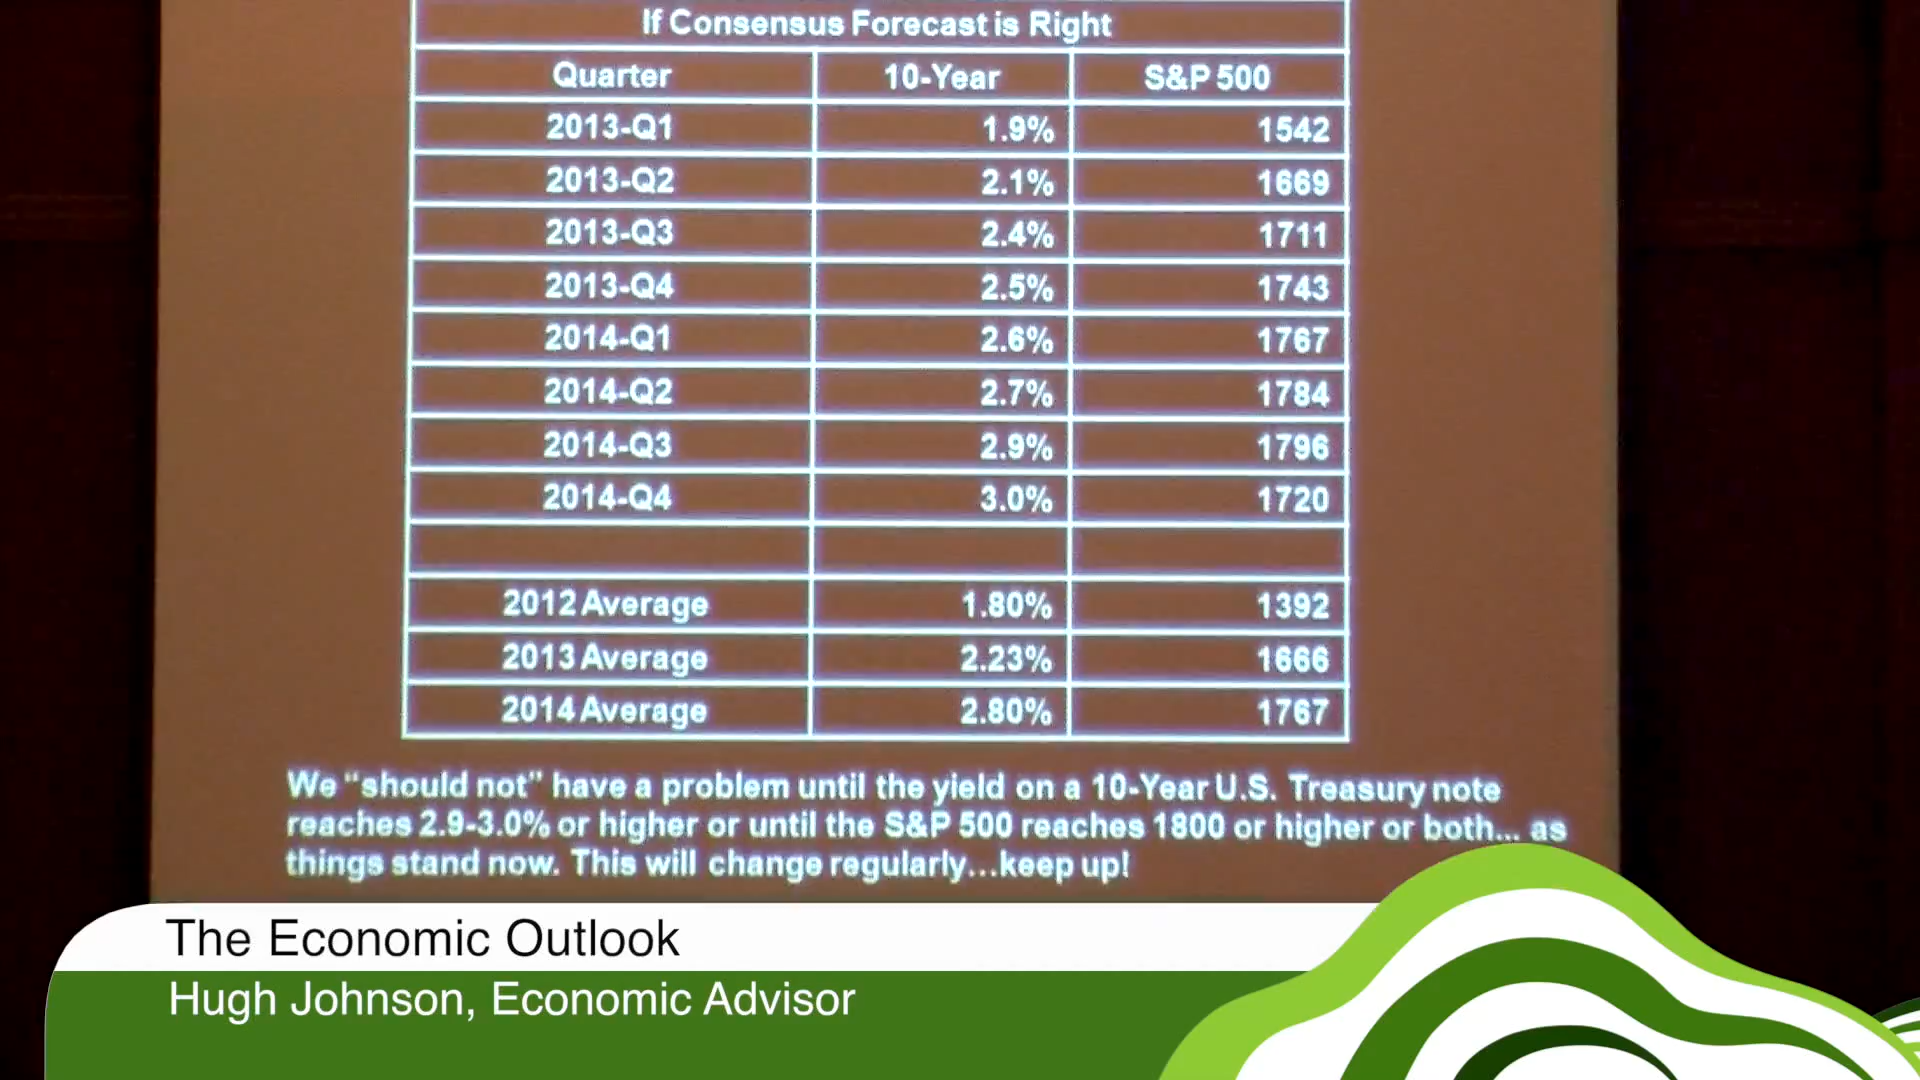 If Consensus Forecast is Right
Quarter 10-Year S&P 500
2013-Q1 1.9% 1542
2013-Q2 2.1% 1669
2013-Q3 2.4% 1711
2013-Q4 2.5% 1743
2014-Q1 2.6% 1767
2014-Q2 2.7% 1784
2014-Q3 2.9% 1796
2014-Q4 3.0% 1720
2012 Average 1.80% 1392
2013 Average 2.23% 1666
2014 Average 2.80% 1767
We “should not” have a problem until the yield on a 10-Year U.S. Treasury note
reaches 2.9-3.0% or higher or until the S&P 500 reaches 1800 or higher or both... as
things stand now. This will change regularly...keep up!
The Economic Outlook
Hugh Johnson, Economic Advisor